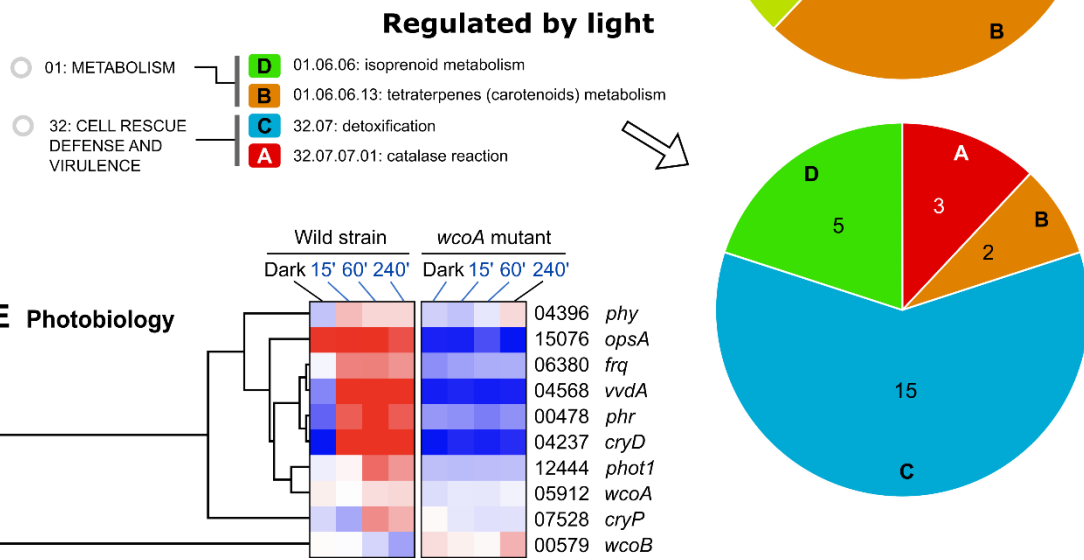 Regulated by light
01: METABOLISM
D 01.06.06: isoprenoid metabolism
B 01.06.06.13: tetraterpenes (carotenoids) metabolism
32: CELL RESCUE
DEFENSE AND
VIRULENCE
C 32.07: detoxification
A 32.07.07.01: catalase reaction
B
A
3
B
2
D
5
15
C
E Photobiology
Wild strain wcoA mutant
Dark 15' 60' 240' Dark 15' 60' 240'
04396 phy
15076 opsA
06380 frq
04568 vvdA
00478 phr
04237 cryD
12444 phot1
05912 wcoA
07528 cryP
00579 wcoB